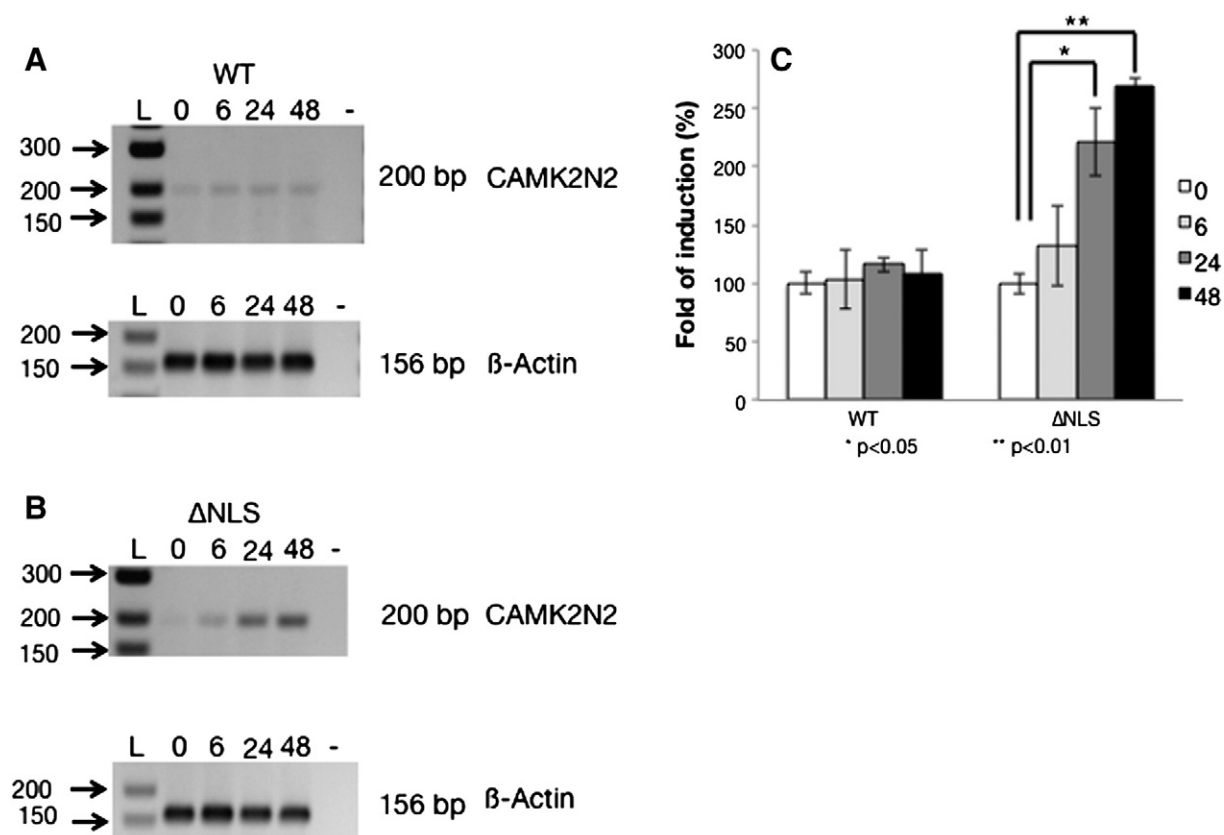 A
WT
L 0 6 24 48 -
300
200
150
200 bp CAMK2N2
L 0 6 24 48 -
200
150
156 bp ß-Actin
B
ΔNLS
L 0 6 24 48 -
300
200
150
200 bp CAMK2N2
L 0 6 24 48 -
200
150
156 bp ß-Actin
C
**
*
Fold of induction (%)
300
250
200
150
100
50
0
WT ΔNLS
* p<0.05 ** p<0.01
0
6
24
48